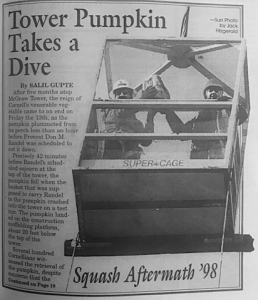 Tower Pumpkin
Takes a
Dive
—Sun Photo
by Jack
Fitzgerald
By SALIL GUPTE
After few months atop
McGraw Tower, the reign of
Cornell's venerable veg-
etable came to an end on
Friday the 13th, as the
pumpkin plummeted from
its perch less than an hour
before Provost Don M.
Randel was scheduled to
cut it down.
Precisely 42 minutes
before Randel's sched-
uled squash at the
top of the tower, the
pumpkin fell when the
basket that was sup-
posed to carry Randel
to the pumpkin crashed
into the tower on a test
run. The pumpkin land-
ed on the construction
scaffolding platform,
about 20 feet below
the top of the
tower.
Several hundred
Cornellians wit-
nessed the retrieval of
the pumpkin, despite
that the
Continued on Page 19
SUPER-CAGE
Squash Aftermath '98